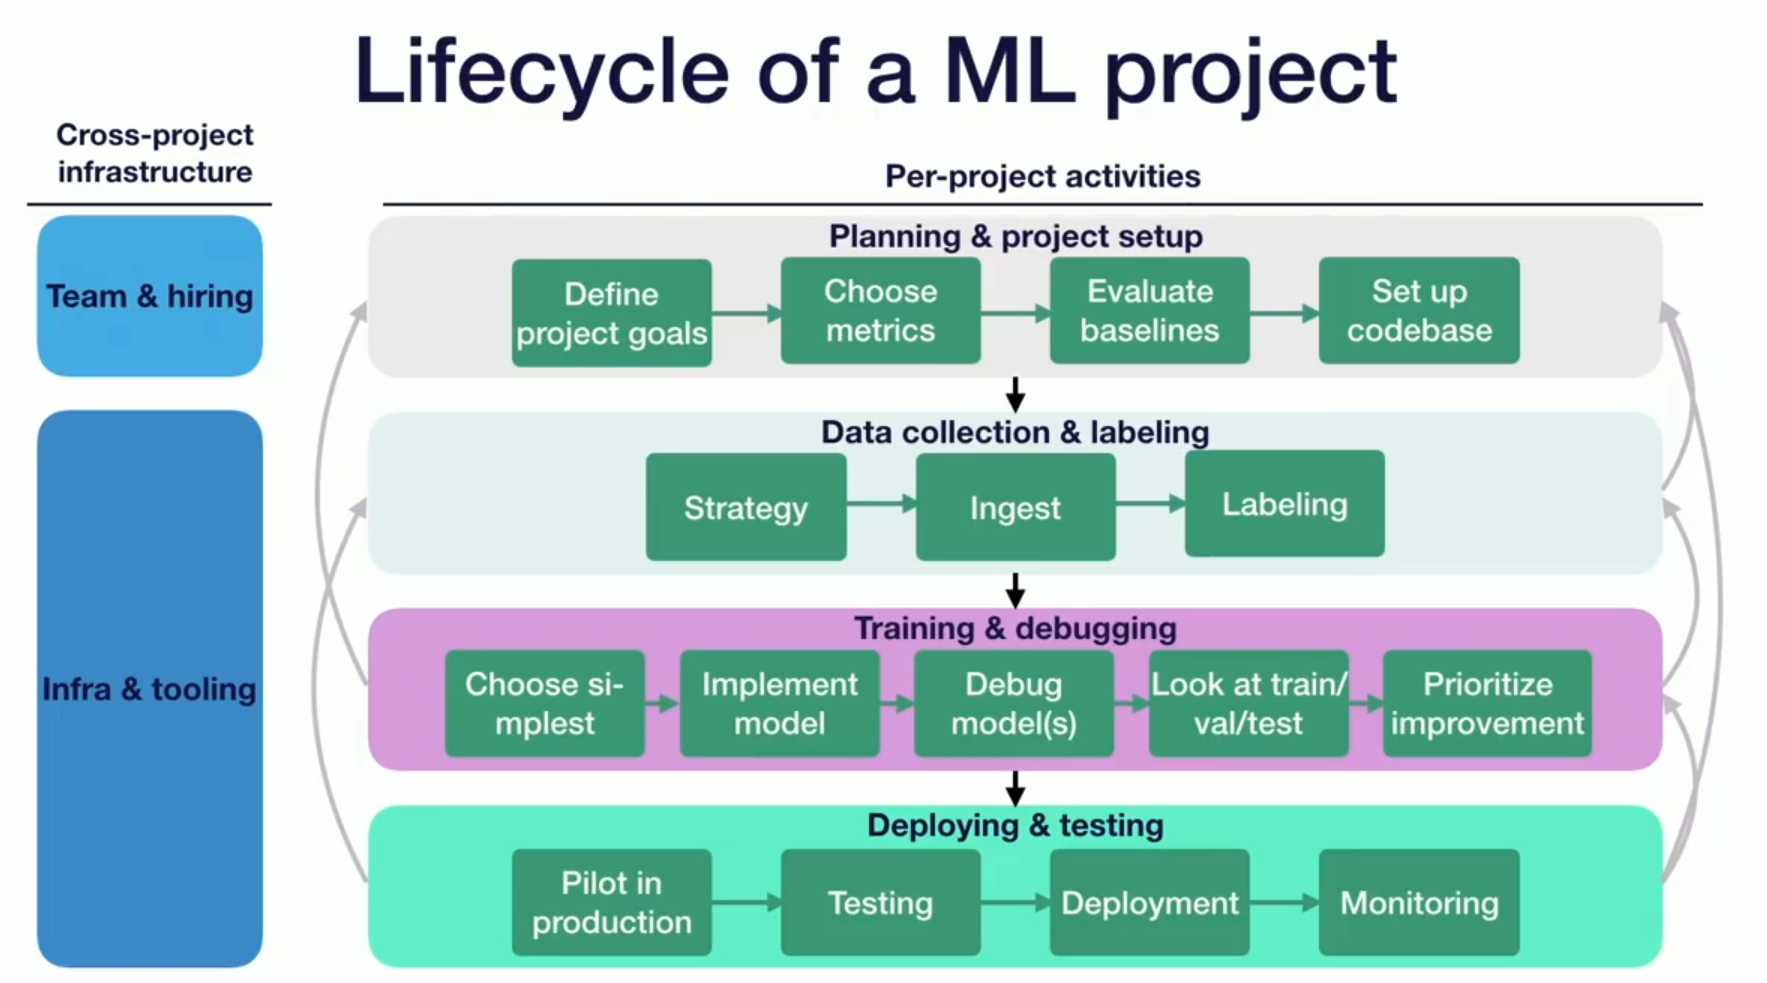 Lifecycle of a ML project
Cross-project
infrastructure
Per-project activities
Team & hiring
Infra & tooling
Planning & project setup
Define
project goals
Choose
metrics
Evaluate
baselines
Set up
codebase
Data collection & labeling
Strategy
Ingest
Labeling
Training & debugging
Choose si-
mplest
Implement
model
Debug
model(s)
Look at train/
val/test
Prioritize
improvement
Deploying & testing
Pilot in
production
Testing
Deployment
Monitoring